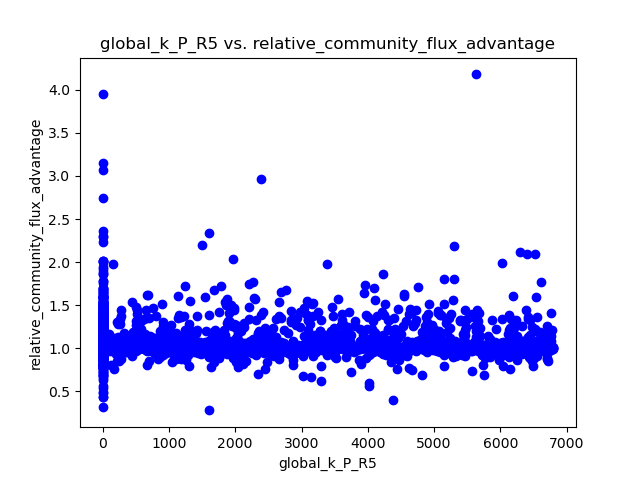 global_k_P_R5 vs. relative_community_flux_advantage
relative_community_flux_advantage
4.0
3.5
3.0
2.5
2.0
1.5
1.0
0.5
0 1000 2000 3000 4000 5000 6000 7000
global_k_P_R5